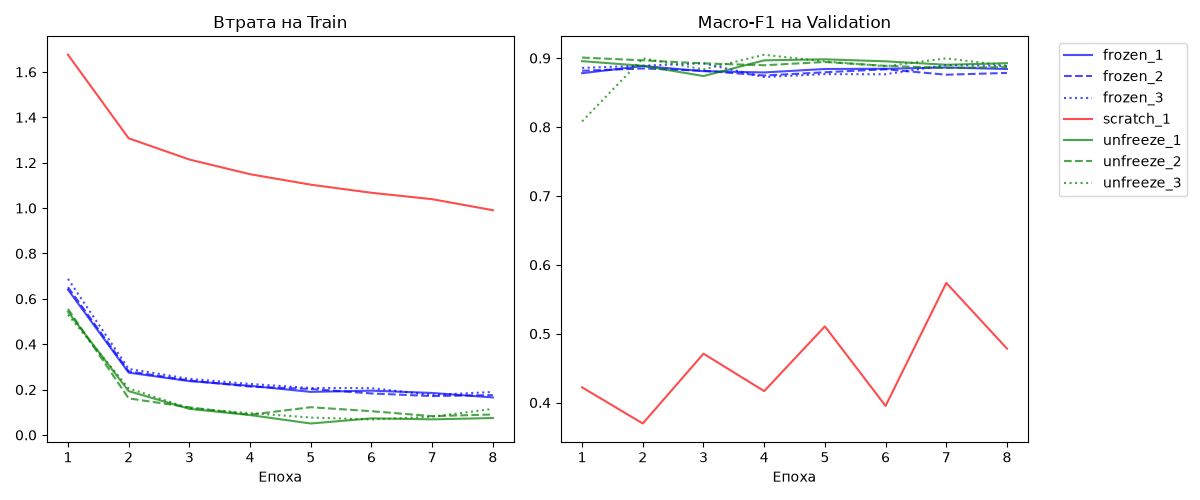 Втрата на Train
1.6
1.4
1.2
1.0
0.8
0.6
0.4
0.2
0.0
1 2 3 4 5 6 7 8
Епоха
Macro-F1 на Validation
0.9
0.8
0.7
0.6
0.5
0.4
1 2 3 4 5 6 7 8
Епоха
frozen_1
frozen_2
frozen_3
scratch_1
unfreeze_1
unfreeze_2
unfreeze_3